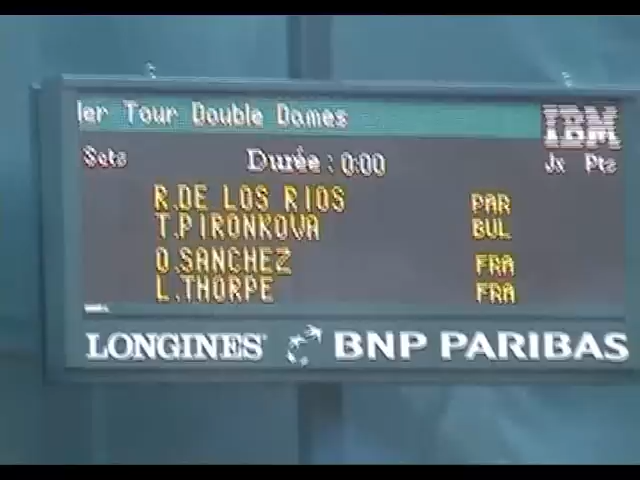 1er Tour Double Dames
IBM
Sets Durée : 0:00 Jx Pts
R.DE LOS RIOS PAR
T.PIRONKOVA BUL
O.SANCHEZ FRA
L.THORPE FRA
LONGINES BNP PARIBAS